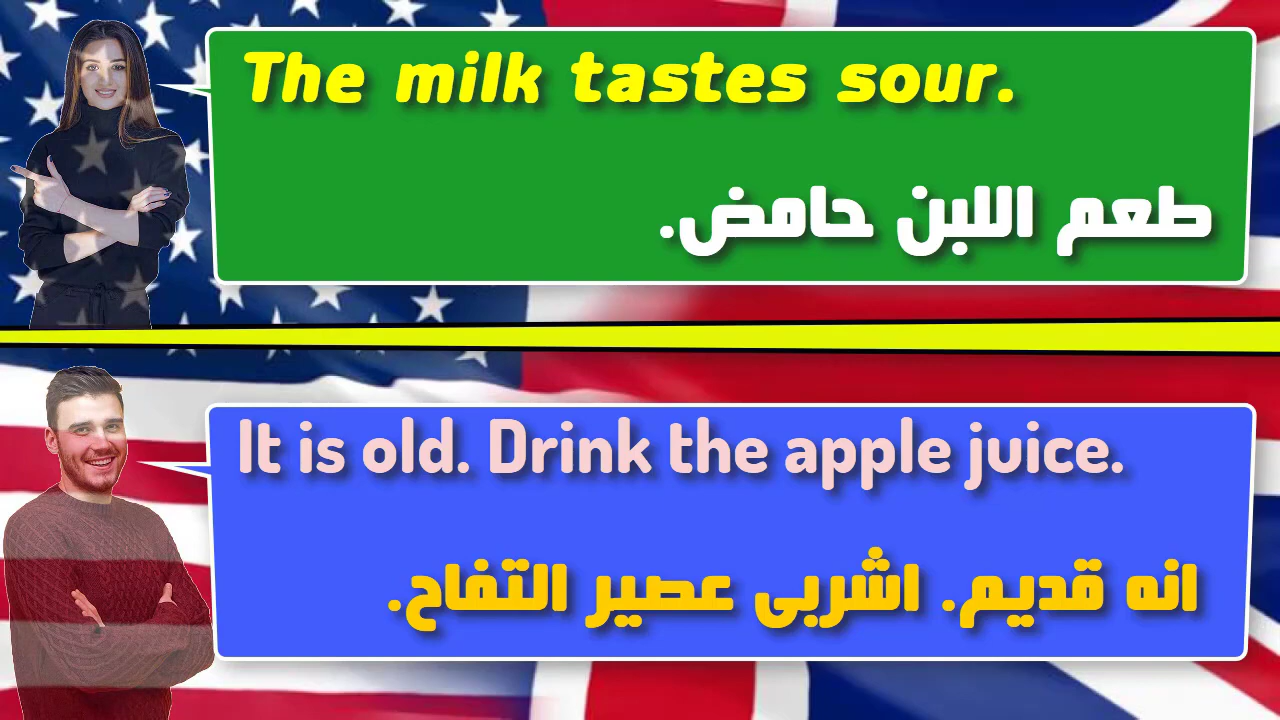 The milk tastes sour.
طعم اللبن حامض.
It is old. Drink the apple juice.
انه قديم. اشربى عصير التفاح.